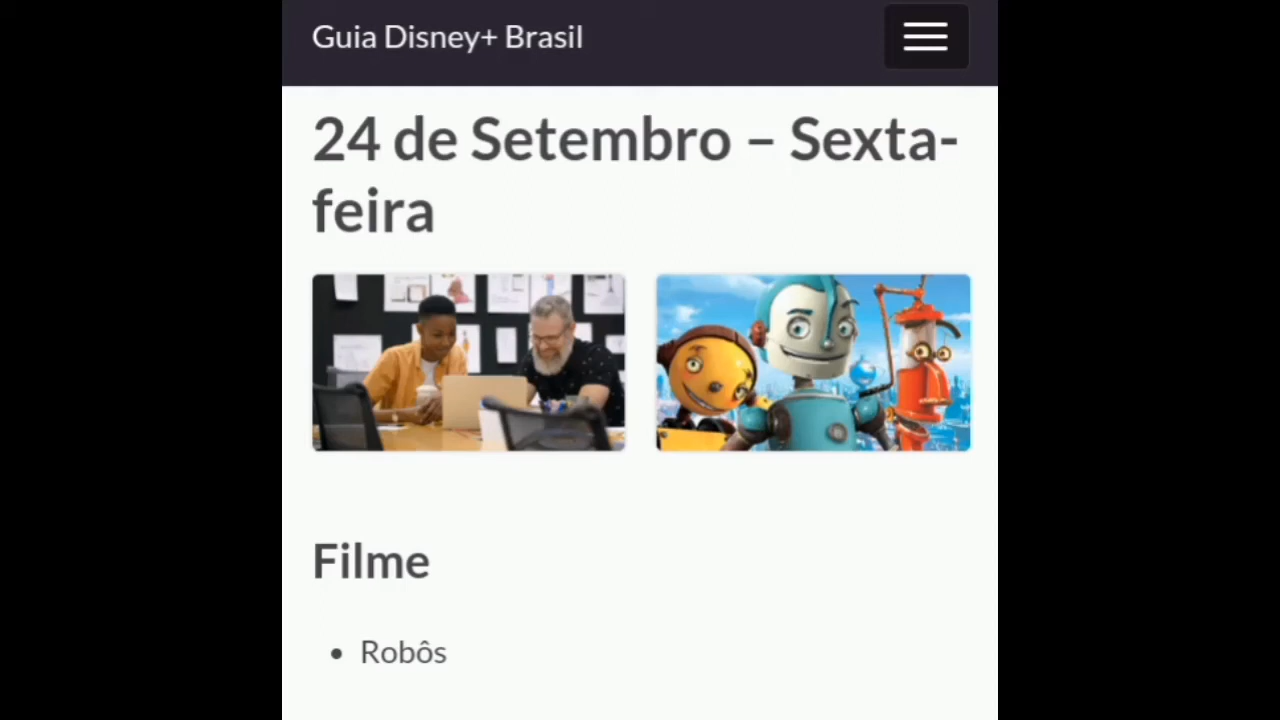 Guia Disney+ Brasil
24 de Setembro – Sexta-
feira
Filme
• Robôs